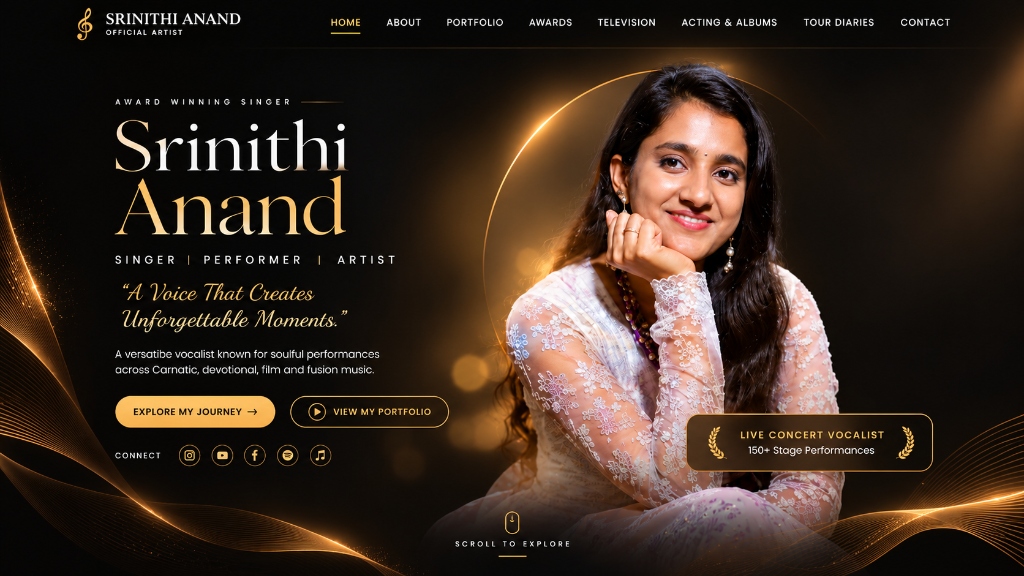 SRINITHI ANAND
OFFICIAL ARTIST
HOME ABOUT PORTFOLIO AWARDS TELEVISION ACTING & ALBUMS TOUR DIARIES CONTACT
AWARD WINNING SINGER
Srinithi
Anand
SINGER | PERFORMER | ARTIST
“A Voice That Creates
Unforgettable Moments.”
A versatibe vocalist known for soulful performances
across Carnatic, devotional, film and fusion music.
EXPLORE MY JOURNEY →
VIEW MY PORTFOLIO
CONNECT
LIVE CONCERT VOCALIST
150+ Stage Performances
SCROLL TO EXPLORE